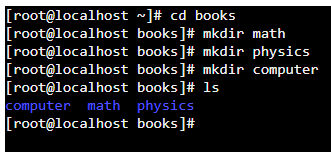 [root@localhost ~]# cd books
[root@localhost books]# mkdir math
[root@localhost books]# mkdir physics
[root@localhost books]# mkdir computer
[root@localhost books]# ls
computer  math  physics
[root@localhost books]#